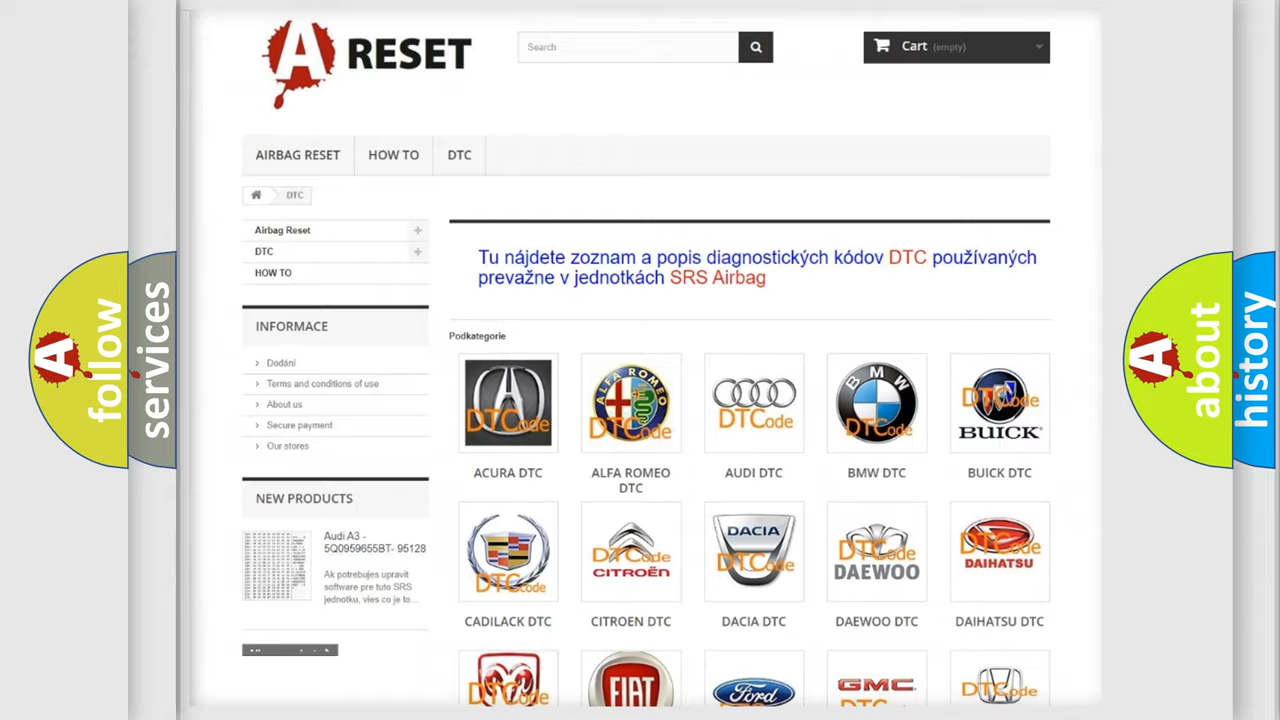 A RESET
Search
Cart (empty)
AIRBAG RESET
HOW TO
DTC
DTC
Airbag Reset
DTC
HOW TO
INFORMACE
Dodání
Terms and conditions of use
About us
Secure payment
Our stores
NEW PRODUCTS
Audi A3 -
5Q0959655BT- 95128
Ak potrebujes upravit
software pre tuto SRS
jednotku, vies co je to...
Tu nájdete zoznam a popis diagnostických kódov DTC používaných
prevažne v jednotkách SRS Airbag
Podkategorie
DTCode
ALFA ROMEO
DTCode
DTCode
BMW
DTCode
DTCode
BUICK
ACURA DTC
ALFA ROMEO
DTC
AUDI DTC
BMW DTC
BUICK DTC
DTCode
DTCode
CITROËN
DACIA
DTCode
DTCode
DAEWOO
DTCode
DAIHATSU
CADILACK DTC
CITROEN DTC
DACIA DTC
DAEWOO DTC
DAIHATSU DTC
DTCode
FIAT
Ford
GMC
DTCode
A follow
services
A about
history